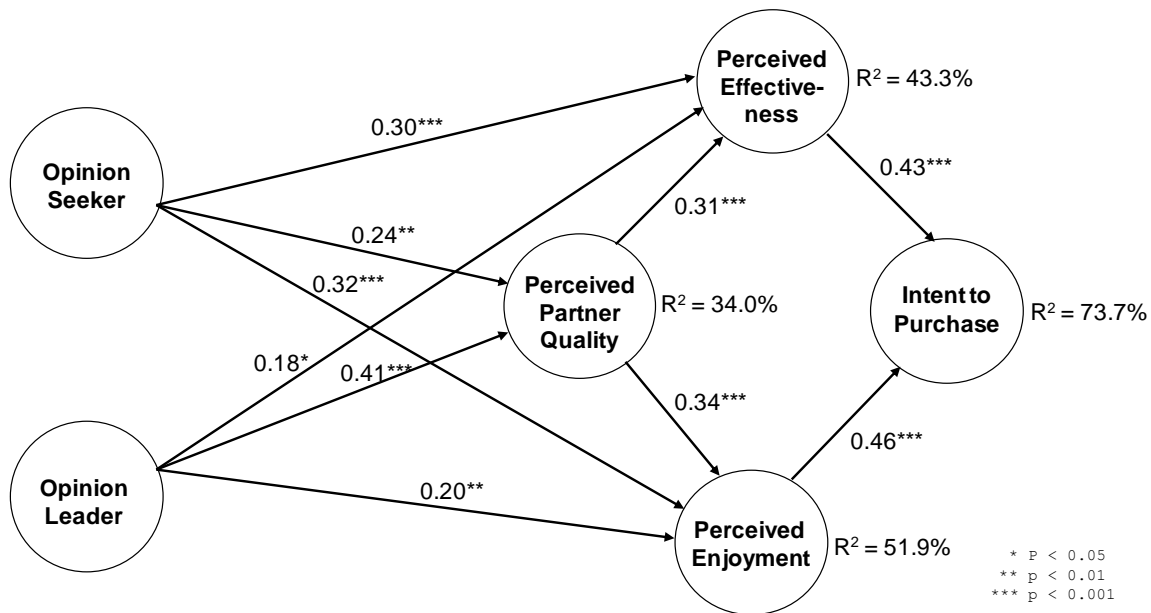 Perceived
Effective-
ness
R² = 43.3%
0.30***
Opinion
Seeker
0.43***
0.31***
0.24**
0.32***
Perceived
Partner
Quality
R² = 34.0%
Intent to
Purchase
R² = 73.7%
0.18*
0.41***
0.34***
0.46***
Opinion
Leader
0.20**
Perceived
Enjoyment
R² = 51.9%
* P < 0.05
** p < 0.01
*** p < 0.001